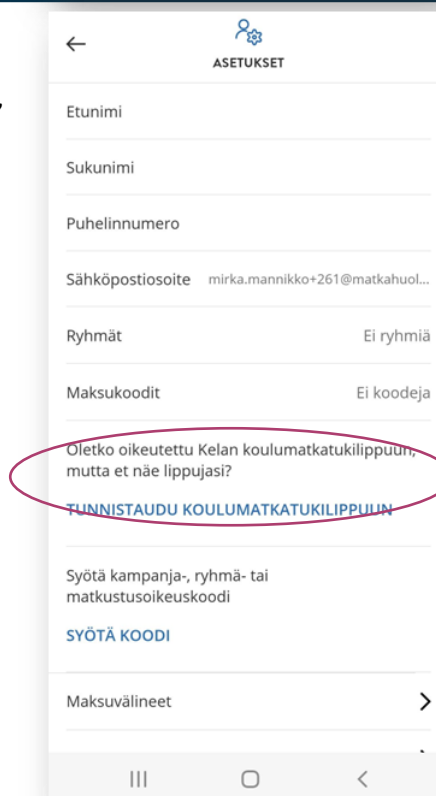 ASETUKSET
Etunimi
Sukunimi
Puhelinnumero
Sähköpostiosoite mirka.mannikko+261@matkahuol...
Ryhmät Ei ryhmiä
Maksukoodit Ei koodeja
Oletko oikeutettu Kelan koulumatkatukilippuun,
mutta et näe lippujasi?
TUNNISTAUDU KOULUMATKATUKILIPPUUN
Syötä kampanja-, ryhmä- tai
matkustusoikeuskoodi
SYÖTÄ KOODI
Maksuvälineet